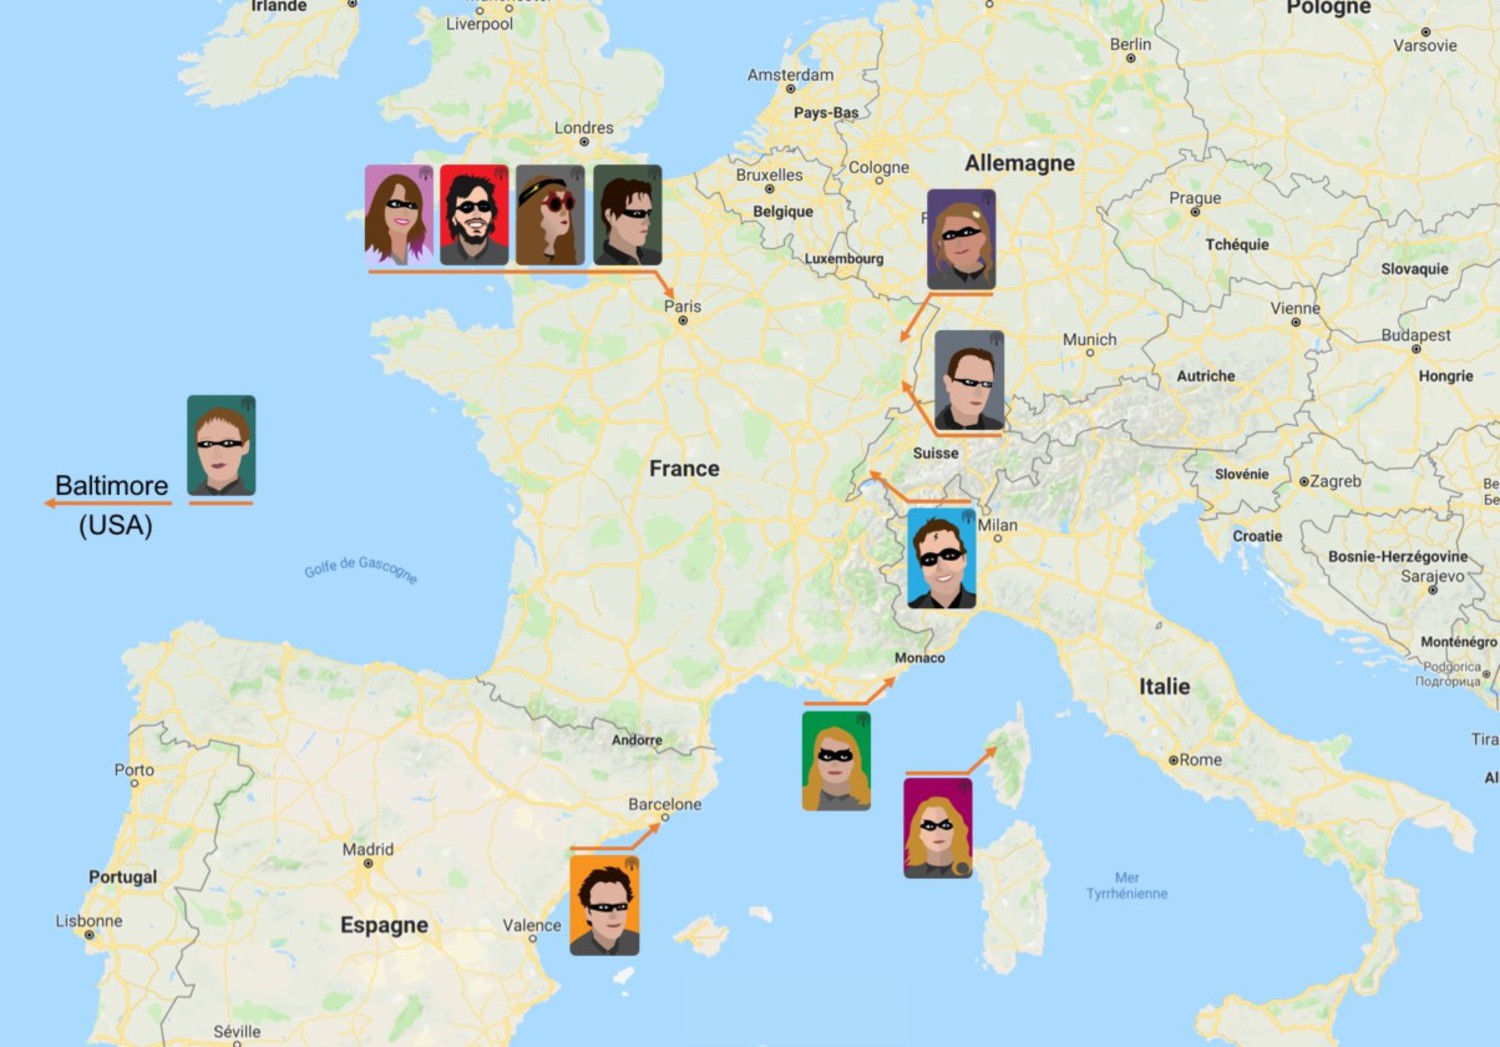 Irlande
Liverpool
Pologne
Berlin
Varsovie
Amsterdam
Pays-Bas
Londres
Cologne
Allemagne
Bruxelles
Belgique
Prague
Tchéquie
Luxembourg
Slovaquie
Paris
Vienne
Munich
Budapest
Autriche
Hongrie
Suisse
France
Slovénie
Zagreb
Baltimore
(USA)
Milan
Croatie
Bosnie-Herzégovine
Sarajevo
Golfe de Gascogne
Monténégro
Podgorica
Подгорица
Monaco
Italie
Andorre
Rome
Porto
Barcelone
Madrid
Portugal
Mer
Tyrrhénienne
Lisbonne
Espagne
Valence
Séville